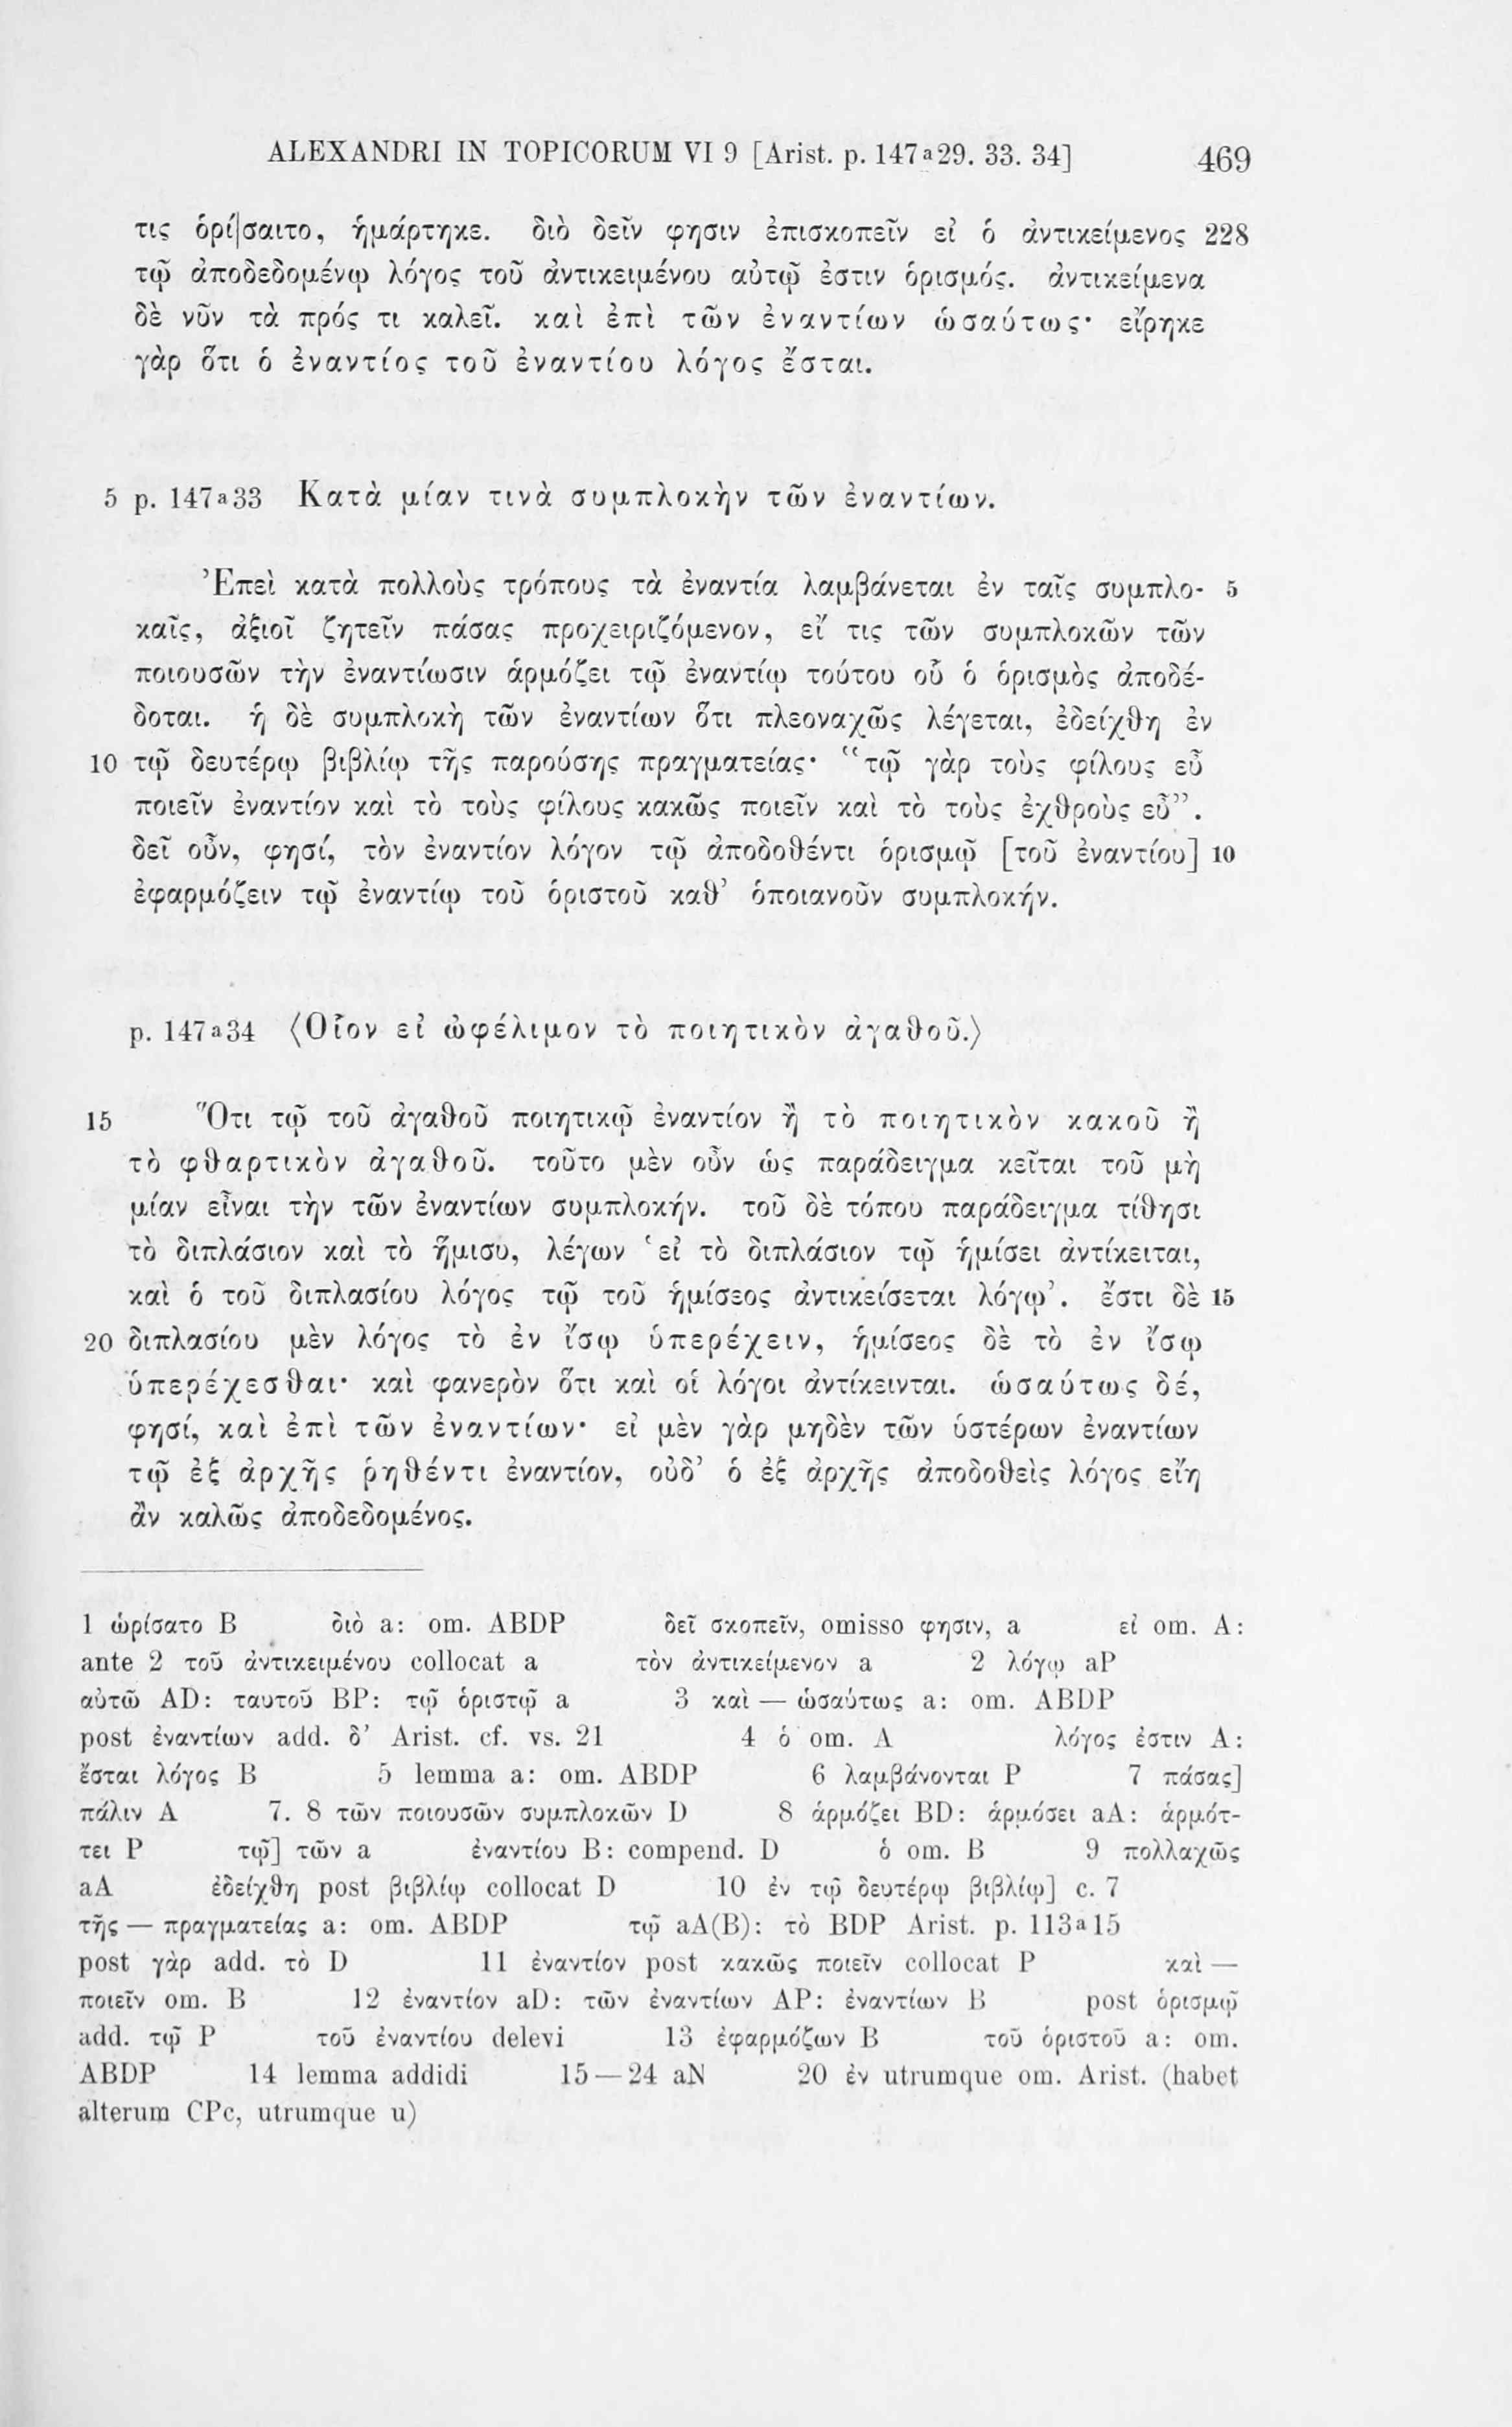 ALEXANDRI IN TOPICORUM VI 9 [Arist. p. 147ᵃ29. 33. 34] 469
τις ὁρί|σαιτο, ἡμάρτηκε. διὸ δεῖν φησιν ἐπισκοπεῖν εἰ ὁ ἀντικείμενος 228
τῷ ἀποδεδομένῳ λόγος τοῦ ἀντικειμένου αὐτῷ ἐστιν ὁρισμός. ἀντικείμενα
δὲ νῦν τὰ πρός τι καλεῖ. καὶ ἐπὶ τῶν ἐναντίων ὡσαύτως· εἴρηκε
γὰρ ὅτι ὁ ἐναντίος τοῦ ἐναντίου λόγος ἔσται.
5 p. 147ᵃ33 Κατὰ μίαν τινὰ συμπλοκὴν τῶν ἐναντίων.
Ἐπεὶ κατὰ πολλοὺς τρόπους τὰ ἐναντία λαμβάνεται ἐν ταῖς συμπλο- 5
καῖς, ἀξιοῖ ζητεῖν πάσας προχειριζόμενον, εἴ τις τῶν συμπλοκῶν τῶν
ποιουσῶν τὴν ἐναντίωσιν ἁρμόζει τῷ ἐναντίῳ τούτου οὗ ὁ ὁρισμὸς ἀποδέ-
δοται. ἡ δὲ συμπλοκὴ τῶν ἐναντίων ὅτι πλεοναχῶς λέγεται, ἐδείχθη ἐν
10 τῷ δευτέρῳ βιβλίῳ τῆς παρούσης πραγματείας· “τῷ γὰρ τοὺς φίλους εὖ
ποιεῖν ἐναντίον καὶ τὸ τοὺς φίλους κακῶς ποιεῖν καὶ τὸ τοὺς ἐχθροὺς εὖ”.
δεῖ οὖν, φησί, τὸν ἐναντίον λόγον τῷ ἀποδοθέντι ὁρισμῷ [τοῦ ἐναντίου] 10
ἐφαρμόζειν τῷ ἐναντίῳ τοῦ ὁριστοῦ καθ’ ὁποιανοῦν συμπλοκήν.
p. 147ᵃ34 ⟨Οἷον εἰ ὠφέλιμον τὸ ποιητικὸν ἀγαθοῦ.⟩
15 Ὅτι τῷ τοῦ ἀγαθοῦ ποιητικῷ ἐναντίον ἢ τὸ ποιητικὸν κακοῦ ἢ
τὸ φθαρτικὸν ἀγαθοῦ. τοῦτο μὲν οὖν ὡς παράδειγμα κεῖται τοῦ μὴ
μίαν εἶναι τὴν τῶν ἐναντίων συμπλοκήν. τοῦ δὲ τόπου παράδειγμα τίθησι
τὸ διπλάσιον καὶ τὸ ἥμισυ, λέγων ‘εἰ τὸ διπλάσιον τῷ ἡμίσει ἀντίκειται,
καὶ ὁ τοῦ διπλασίου λόγος τῷ τοῦ ἡμίσεος ἀντικείσεται λόγῳ’. ἔστι δὲ 15
20 διπλασίου μὲν λόγος τὸ ἐν ἴσῳ ὑπερέχειν, ἡμίσεος δὲ τὸ ἐν ἴσῳ
ὑπερέχεσθαι· καὶ φανερὸν ὅτι καὶ οἱ λόγοι ἀντίκεινται. ὡσαύτως δέ,
φησί, καὶ ἐπὶ τῶν ἐναντίων· εἰ μὲν γὰρ μηδὲν τῶν ὑστέρων ἐναντίων
τῷ ἐξ ἀρχῆς ῥηθέντι ἐναντίον, οὐδ’ ὁ ἐξ ἀρχῆς ἀποδοθεὶς λόγος εἴη
ἂν καλῶς ἀποδεδομένος.
1 ὡρίσατο B διὸ a: om. ABDP δεῖ σκοπεῖν, omisso φησιν, a εἰ om. A:
ante 2 τοῦ ἀντικειμένου collocat a τὸν ἀντικείμενον a 2 λόγῳ aP
αὐτῶ AD: ταυτοῦ BP: τῷ ὁριστῷ a 3 καὶ — ὡσαύτως a: om. ABDP
post ἐναντίων add. δ’ Arist. cf. vs. 21 4 ὁ om. A λόγος ἐστιν A:
ἔσται λόγος B 5 lemma a: om. ABDP 6 λαμβάνονται P 7 πάσας]
πάλιν A 7. 8 τῶν ποιουσῶν συμπλοκῶν D 8 ἁρμόζει BD: ἁρμόσει aA: ἁρμότ-
τει P τῷ] τῶν a ἐναντίου B: compend. D ὁ om. B 9 πολλαχῶς
aA ἐδείχθη post βιβλίῳ collocat D 10 ἐν τῷ δευτέρῳ βιβλίῳ] c. 7
τῆς — πραγματείας a: om. ABDP τῷ aA(B): τὸ BDP Arist. p. 113ᵃ15
post γὰρ add. τὸ D 11 ἐναντίον post κακῶς ποιεῖν collocat P καὶ —
ποιεῖν om. B 12 ἐναντίον aD: τῶν ἐναντίων AP: ἐναντίων B post ὁρισμῷ
add. τῷ P τοῦ ἐναντίου delevi 13 ἐφαρμόζων B τοῦ ὁριστοῦ a: om.
ABDP 14 lemma addidi 15—24 aN 20 ἐν utrumque om. Arist. (habet
alterum CPc, utrumque u)